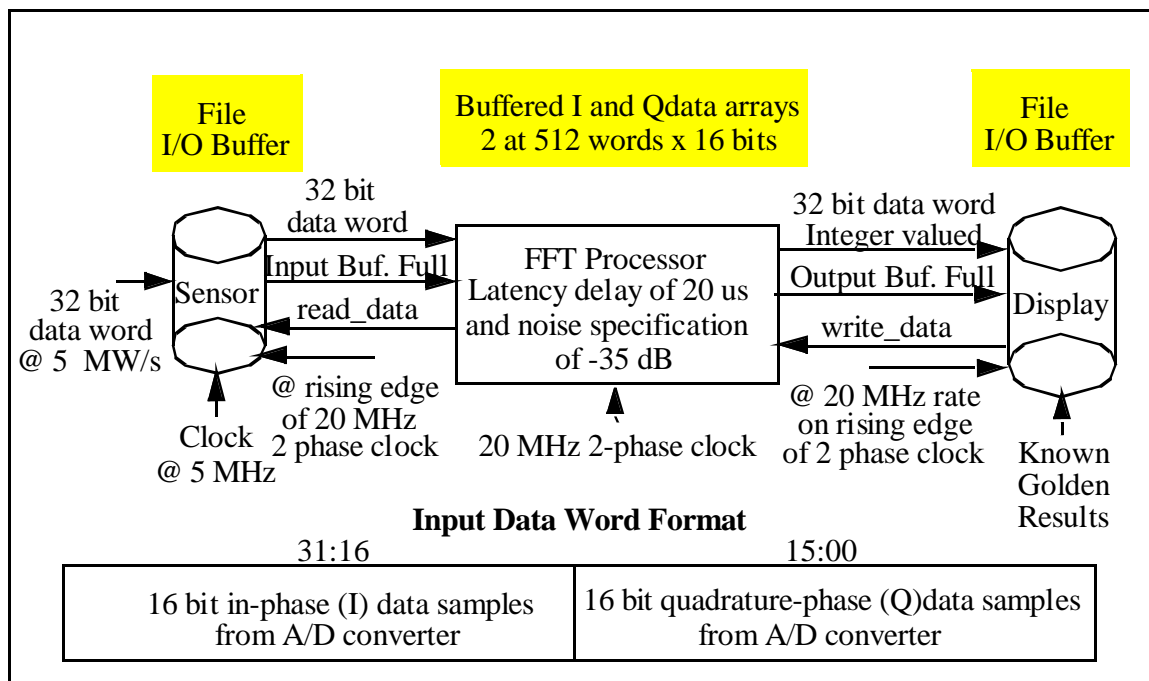 File
I/O Buffer
Buffered I and Qdata arrays
2 at 512 words x 16 bits
File
I/O Buffer
32 bit
data word
Input Buf. Full
read_data
Sensor
32 bit
data word
@ 5 MW/s
Clock
@ 5 MHz
@ rising edge
of 20 MHz
2 phase clock
FFT Processor
Latency delay of 20 us
and noise specification
of -35 dB
20 MHz 2-phase clock
32 bit data word
Integer valued
Output Buf. Full
write_data
Display
@ 20 MHz rate
on rising edge
of 2 phase clock
Known
Golden
Results
Input Data Word Format
31:16
15:00
16 bit in-phase (I) data samples
from A/D converter
16 bit quadrature-phase (Q)data samples
from A/D converter